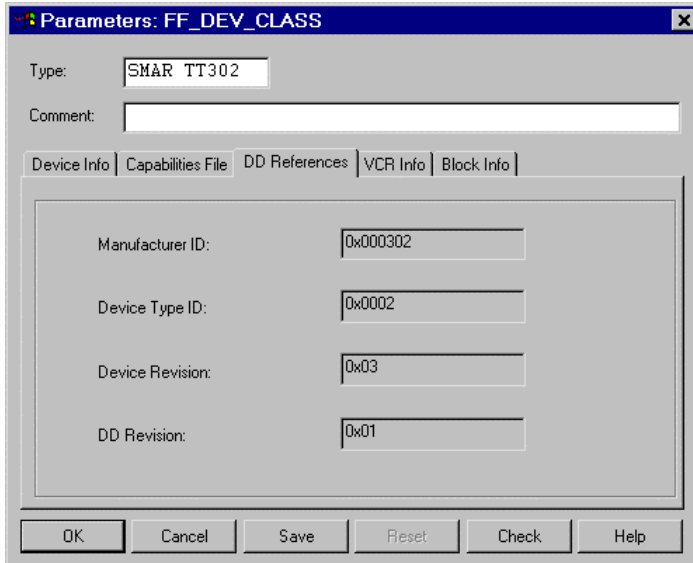 Parameters: FF_DEV_CLASS
Type: SMAR TT302
Comment:
Device Info Capabilities File DD References VCR Info Block Info
Manufacturer ID: 0x000302
Device Type ID: 0x0002
Device Revision: 0x03
DD Revision: 0x01
OK Cancel Save Reset Check Help